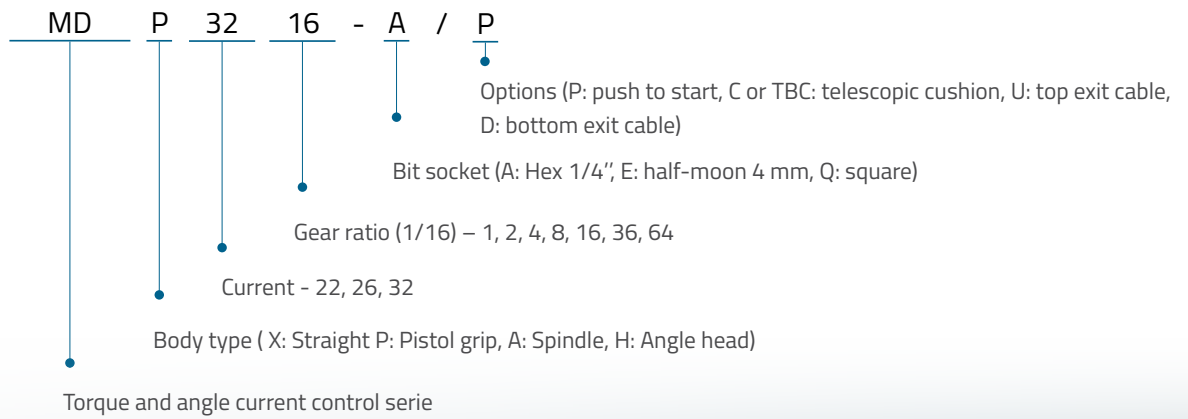 MD P 32 16 - A / P
Options (P: push to start, C or TBC: telescopic cushion, U: top exit cable,
D: bottom exit cable)
Bit socket (A: Hex 1/4’’, E: half-moon 4 mm, Q: square)
Gear ratio (1/16) – 1, 2, 4, 8, 16, 36, 64
Current - 22, 26, 32
Body type ( X: Straight P: Pistol grip, A: Spindle, H: Angle head)
Torque and angle current control serie